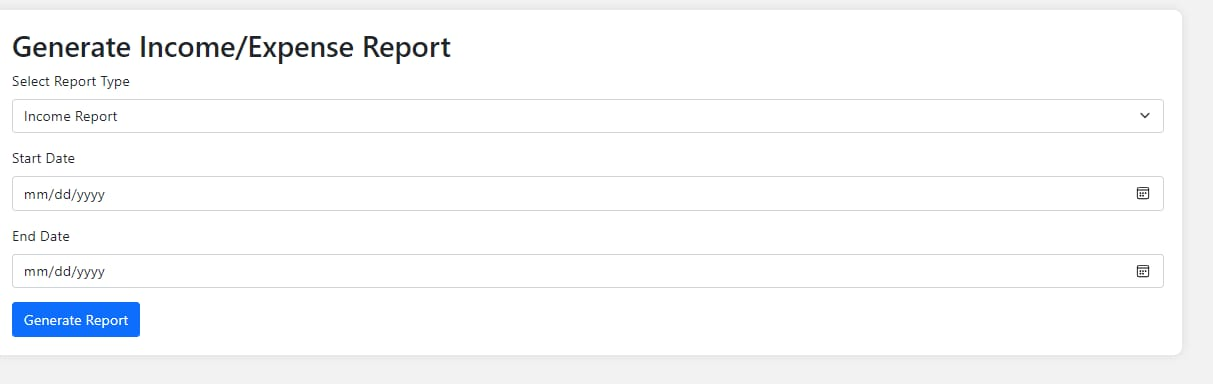 Generate Income/Expense Report
Select Report Type
Income Report
Start Date
mm/dd/yyyy
End Date
mm/dd/yyyy
Generate Report